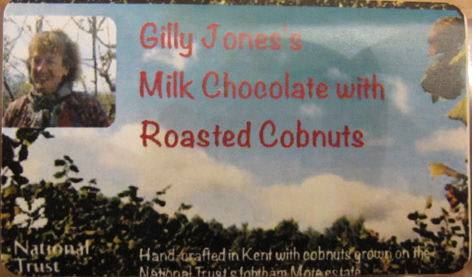 Gilly Jones's
Milk Chocolate with
Roasted Cobnuts
National
Trust
Hand-crafted in Kent with cobnuts grown on the
National Trust's Ightham Mote estate